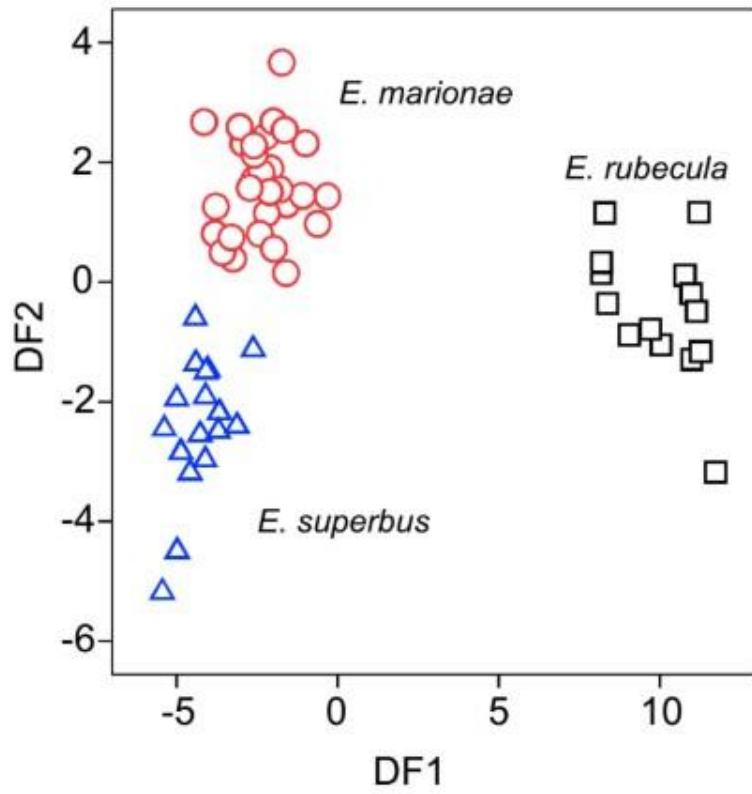 4
E. marionae
E. rubecula
2
0
DF2
-2
E. superbus
-4
-6
-5 0 5 10
DF1